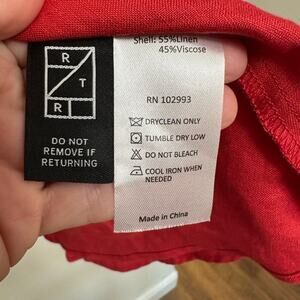 R
T
R
DO NOT
REMOVE IF
RETURNING
Shell: 55%Linen
45%Viscose
RN 102993
DRYCLEAN ONLY
TUMBLE DRY LOW
DO NOT BLEACH
COOL IRON WHEN
NEEDED
Made in China